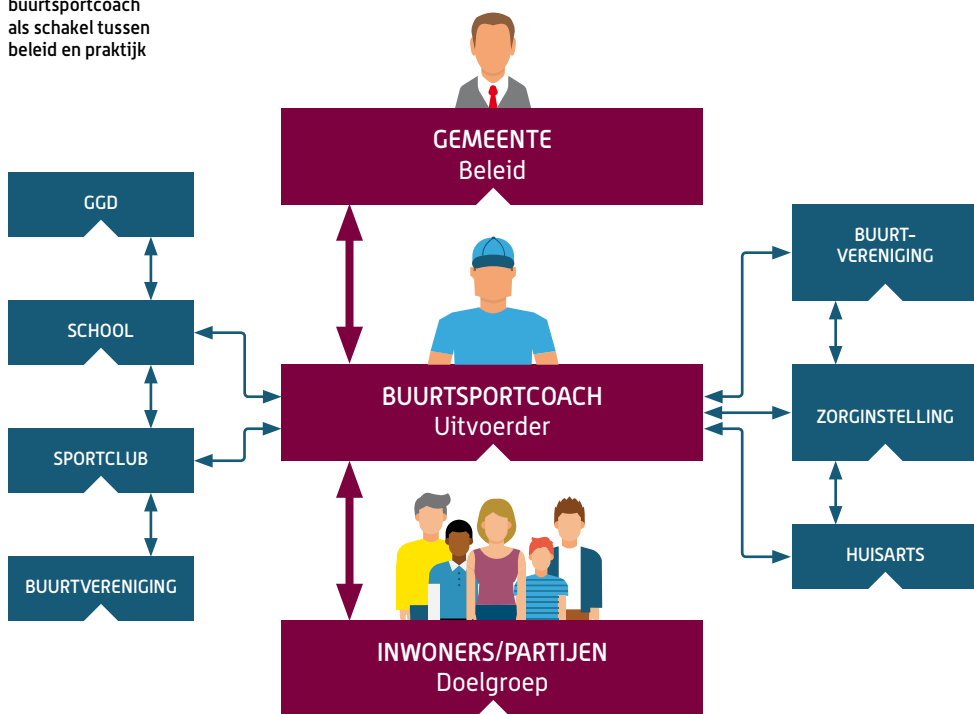 buurtsportcoach
als schakel tussen
beleid en praktijk
GEMEENTE
Beleid
GGD
SCHOOL
SPORTCLUB
BUURTVERENIGING
BUURTSPORTCOACH
Uitvoerder
BUURT-
VERENIGING
ZORGINSTELLING
HUISARTS
INWONERS/PARTIJEN
Doelgroep